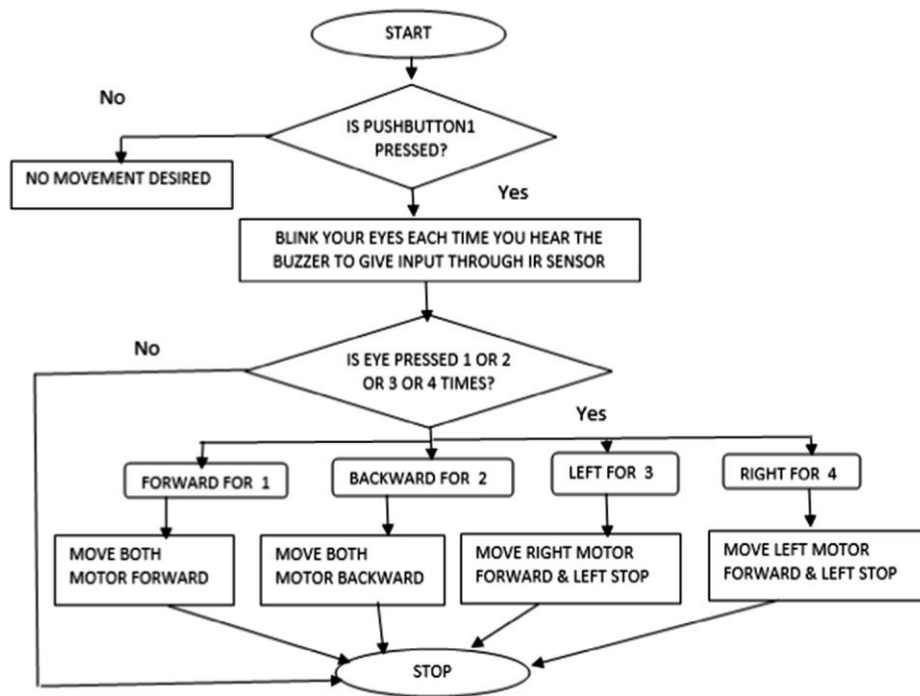 START
No
IS PUSHBUTTON1
PRESSED?
NO MOVEMENT DESIRED
Yes
BLINK YOUR EYES EACH TIME YOU HEAR THE
BUZZER TO GIVE INPUT THROUGH IR SENSOR
No
IS EYE PRESSED 1 OR 2
OR 3 OR 4 TIMES?
Yes
FORWARD FOR 1
BACKWARD FOR 2
LEFT FOR 3
RIGHT FOR 4
MOVE BOTH
MOTOR FORWARD
MOVE BOTH
MOTOR BACKWARD
MOVE RIGHT MOTOR
FORWARD & LEFT STOP
MOVE LEFT MOTOR
FORWARD & LEFT STOP
STOP